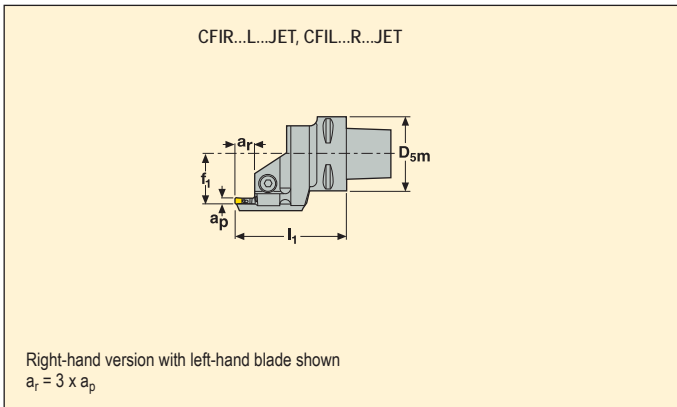 CFIR...L...JET, CFIL...R...JET
ar
D5m
f1
ap
l1
Right-hand version with left-hand blade shown
ar = 3 x ap